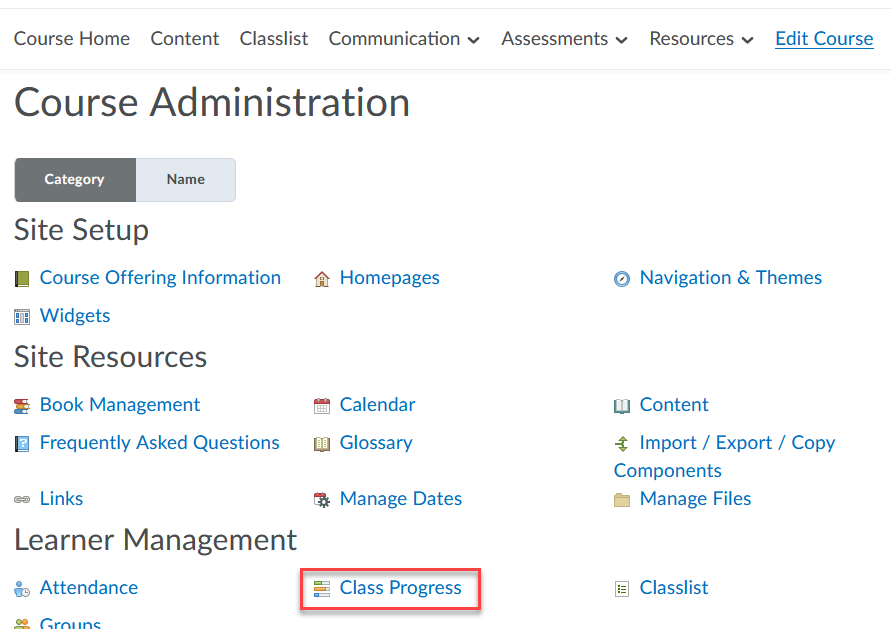 Course Home Content Classlist Communication Assessments Resources Edit Course
Course Administration
Category Name
Site Setup
Course Offering Information Homepages Navigation & Themes
Widgets
Site Resources
Book Management Calendar Content
Frequently Asked Questions Glossary Import / Export / Copy
Components
Links Manage Dates Manage Files
Learner Management
Attendance Class Progress Classlist
Groups